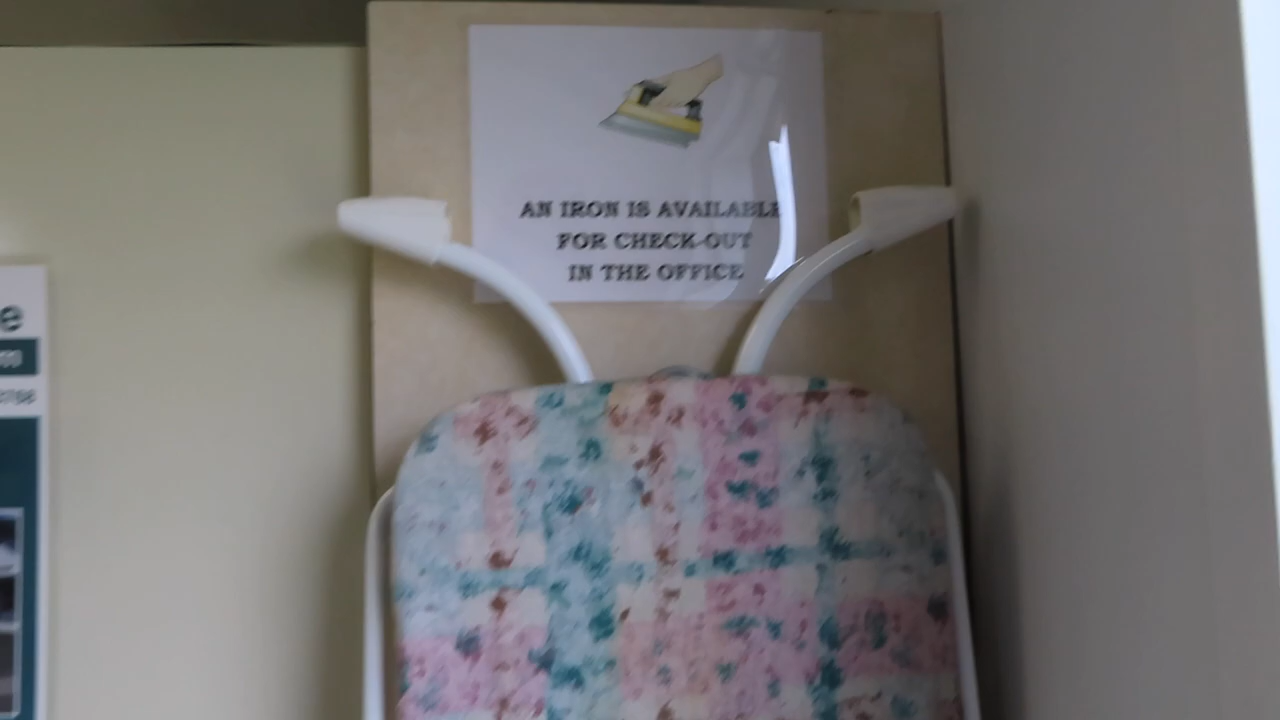 AN IRON IS AVAILABLE
FOR CHECK-OUT
IN THE OFFICE
e